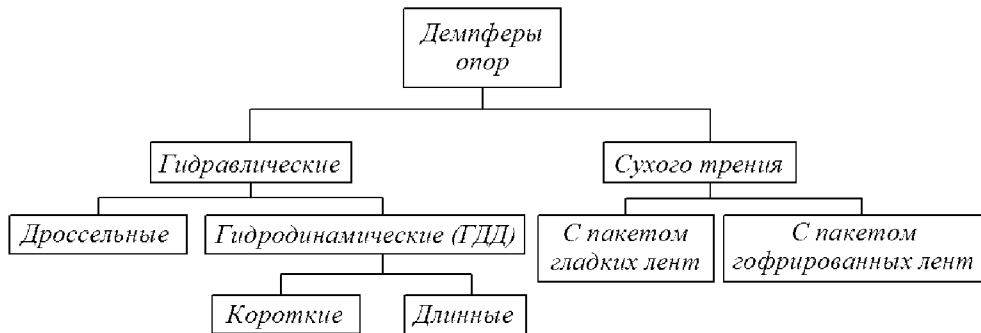 Демпферы
опор
Гидравлические
Сухого трения
Дроссельные
Гидродинамические (ГДД)
С пакетом
гладких лент
С пакетом
гофрированных лент
Короткие
Длинные